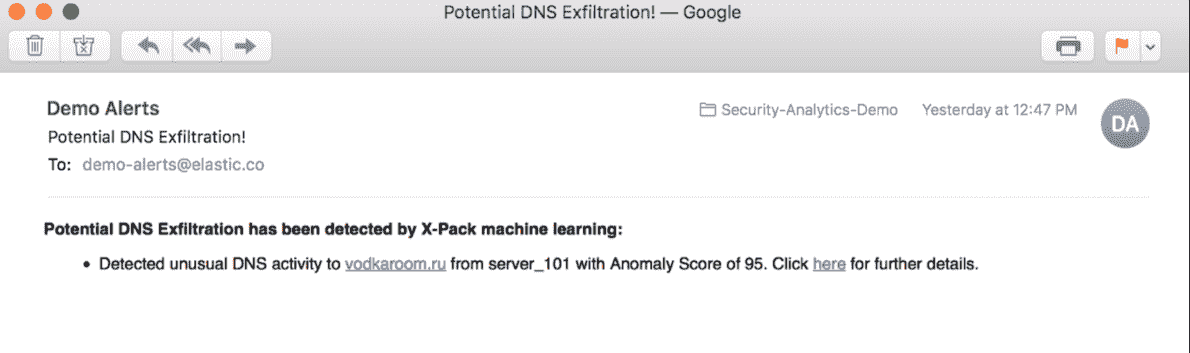 Potential DNS Exfiltration! — Google
Demo Alerts
Security-Analytics-Demo
Yesterday at 12:47 PM
DA
Potential DNS Exfiltration!
To: demo-alerts@elastic.co
Potential DNS Exfiltration has been detected by X-Pack machine learning:
• Detected unusual DNS activity to vodkaroom.ru from server_101 with Anomaly Score of 95. Click here for further details.